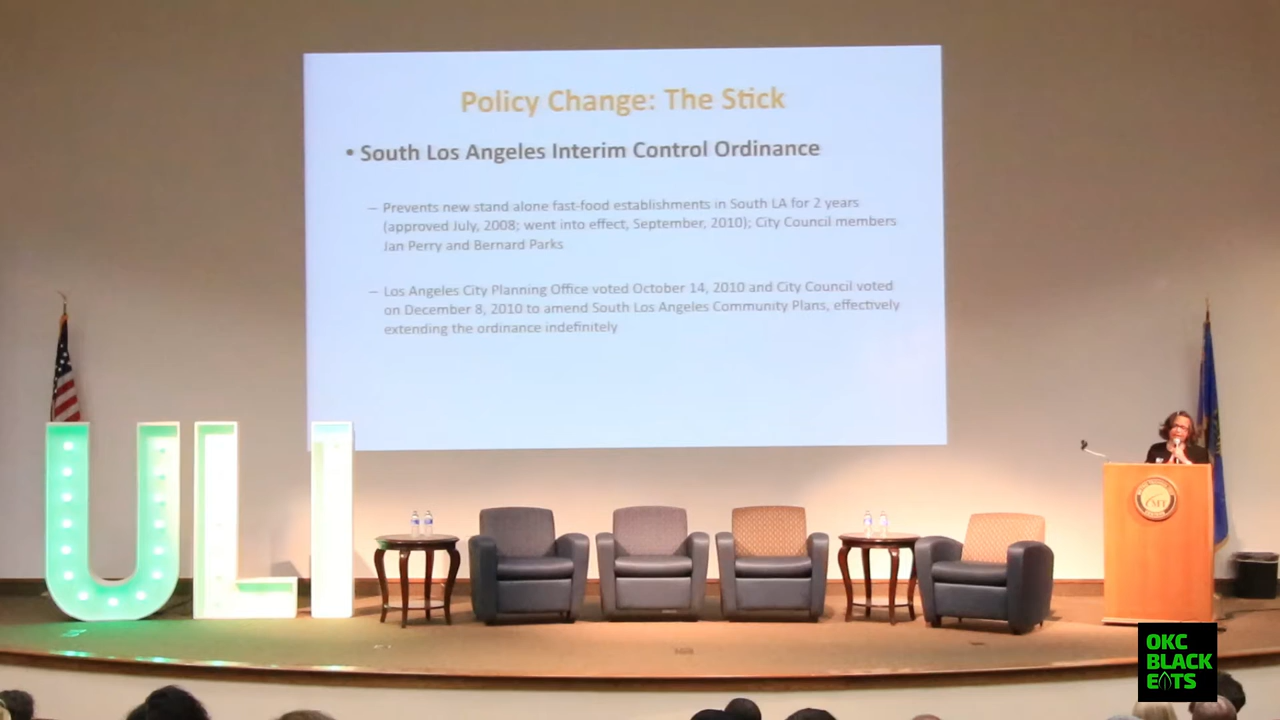 Policy Change: The Stick
• South Los Angeles Interim Control Ordinance
– Prevents new stand alone fast-food establishments in South LA for 2 years
(approved July, 2008; went into effect, September, 2010); City Council members
Jan Perry and Bernard Parks
– Los Angeles City Planning Office voted October 14, 2010 and City Council voted
on December 8, 2010 to amend South Los Angeles Community Plans, effectively
extending the ordinance indefinitely
ULI
MT
OKC
BLACK
EATS